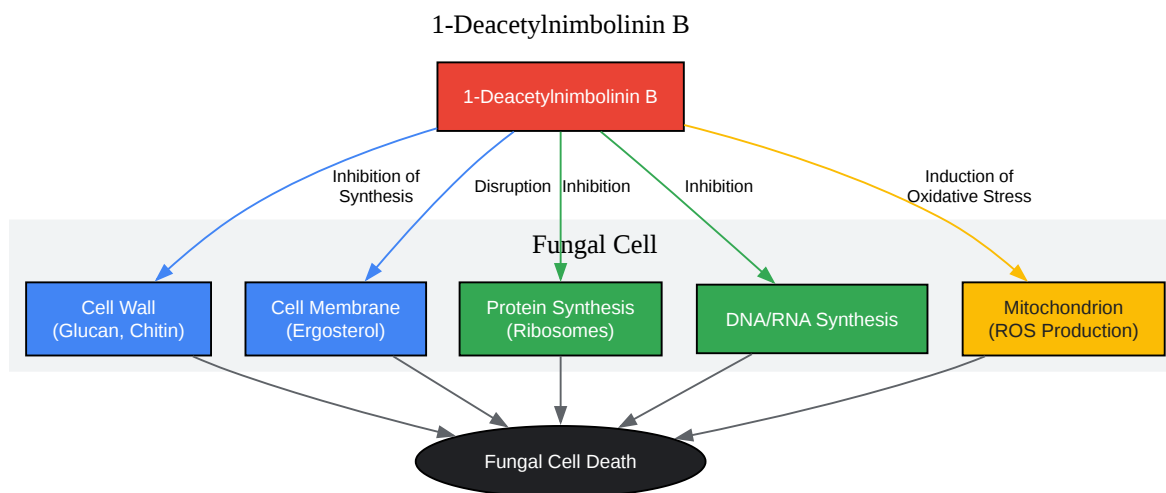 1-Deacetylnimbolinin B
1-Deacetylnimbolinin B
Inhibition of
Synthesis
Disruption
Inhibition
Inhibition
Induction of
Oxidative Stress
Fungal Cell
Cell Wall
(Glucan, Chitin)
Cell Membrane
(Ergosterol)
Protein Synthesis
(Ribosomes)
DNA/RNA Synthesis
Mitochondrion
(ROS Production)
Fungal Cell Death